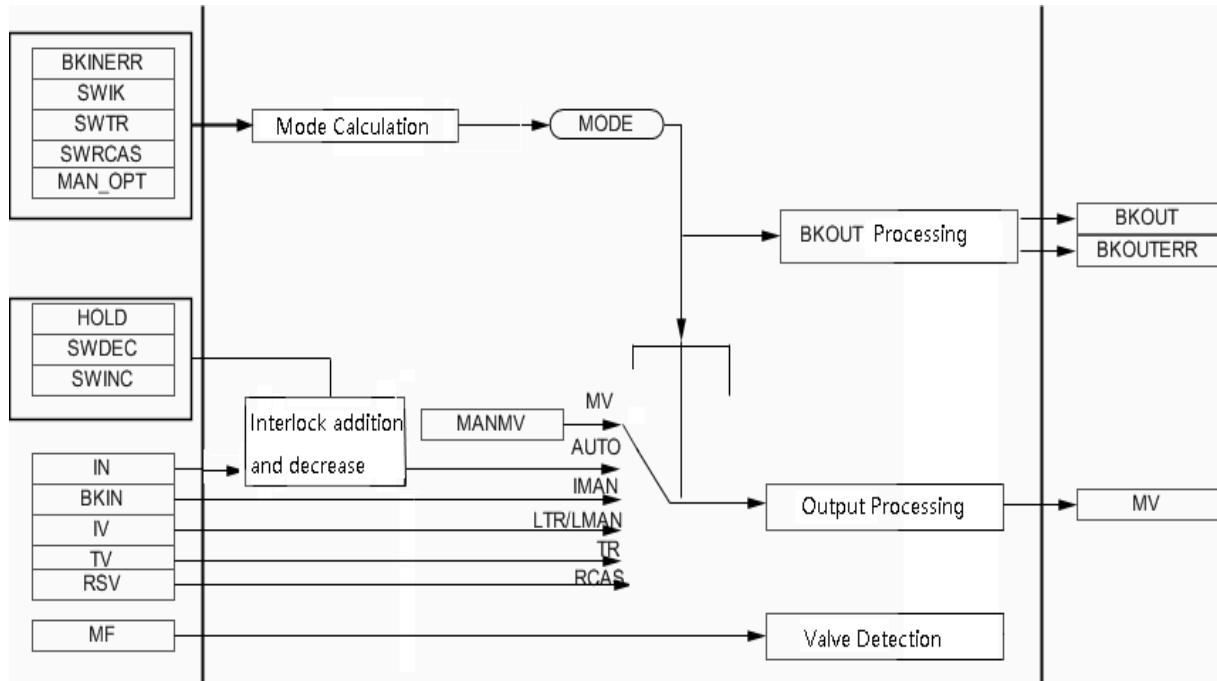 BKINERR
SWIK
SWTR
SWRCAS
MAN_OPT
Mode Calculation
MODE
BKOUT Processing
BKOUT
BKOUTERR
HOLD
SWDEC
SWINC
Interlock addition
and decrease
MANMV
MV
AUTO
IMAN
LTR/LMAN
TR
RCAS
IN
BKIN
IV
TV
RSV
MF
Output Processing
MV
Valve Detection